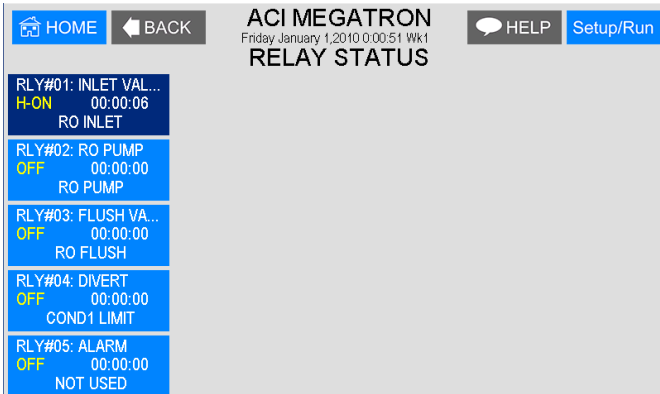 HOME
BACK
ACI MEGATRON
Friday January 1,2010 0:00:51 Wk1
RELAY STATUS
HELP
Setup/Run
RLY#01: INLET VAL...
H-ON 00:00:06
RO INLET
RLY#02: RO PUMP
OFF 00:00:00
RO PUMP
RLY#03: FLUSH VA...
OFF 00:00:00
RO FLUSH
RLY#04: DIVERT
OFF 00:00:00
COND1 LIMIT
RLY#05: ALARM
OFF 00:00:00
NOT USED